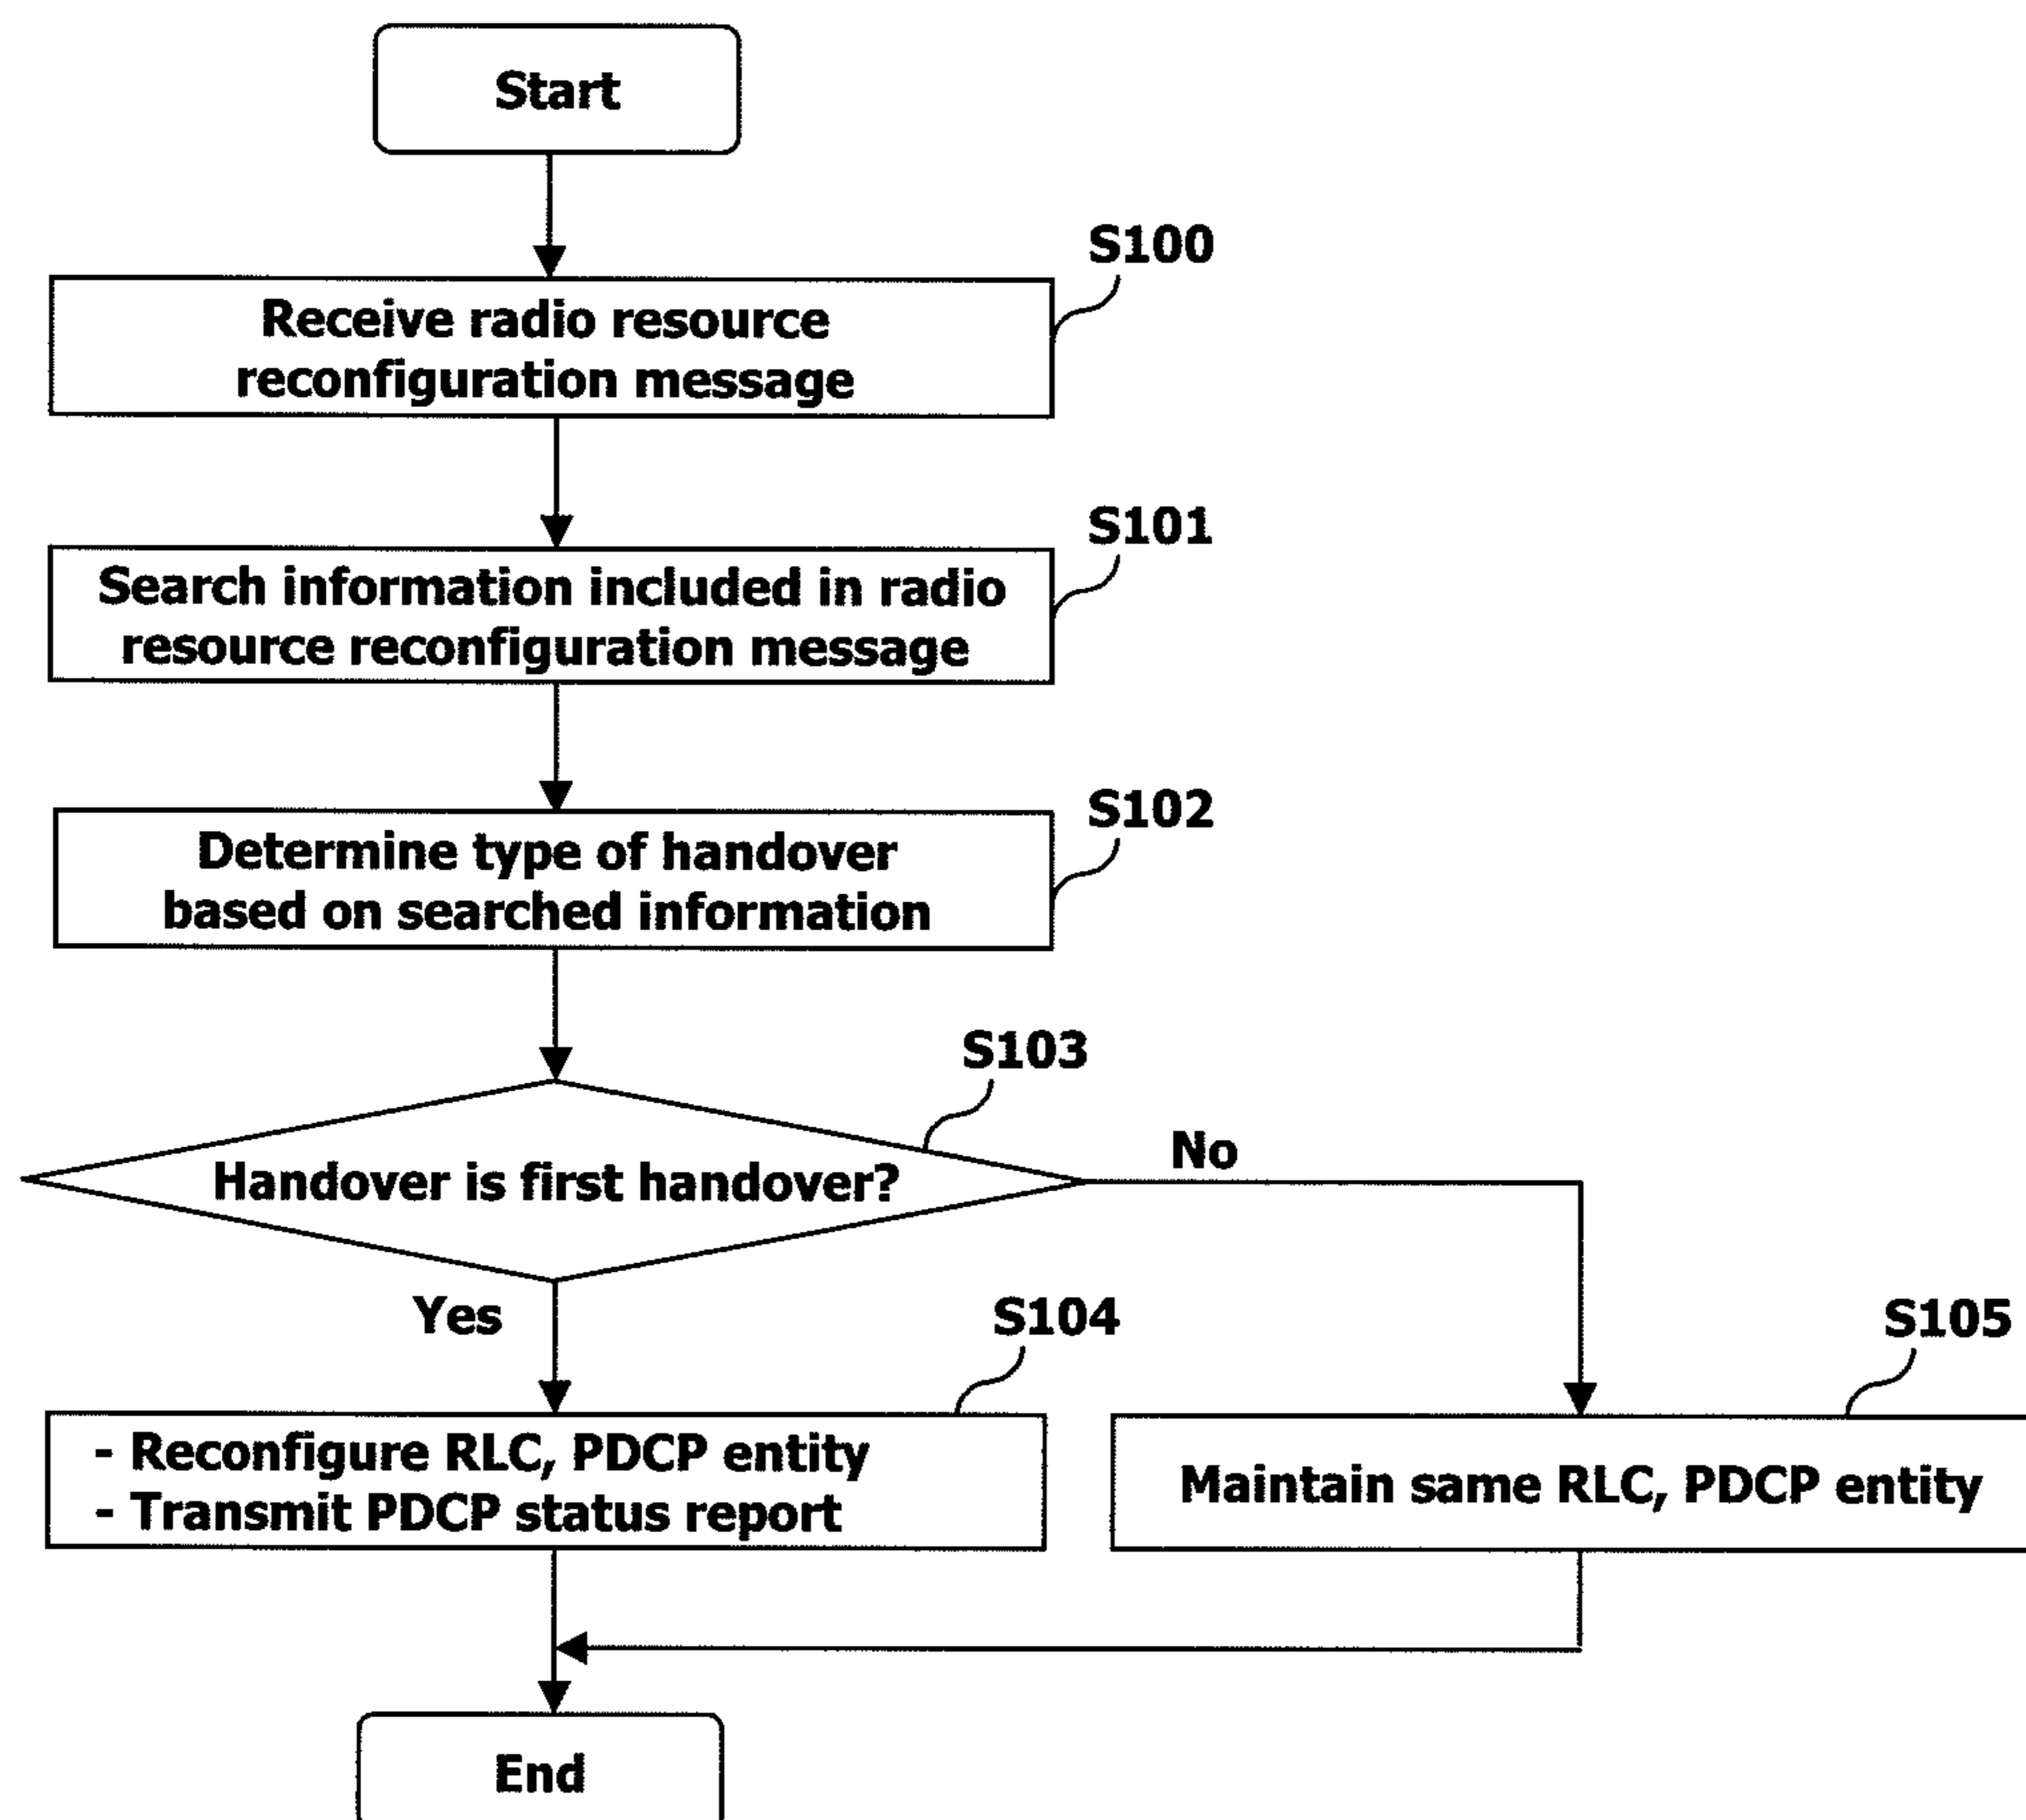 Start
S100
Receive radio resource
reconfiguration message
S101
Search information included in radio
resource reconfiguration message
S102
Determine type of handover
based on searched information
S103
Handover is first handover?
No
Yes
S104
- Reconfigure RLC, PDCP entity
- Transmit PDCP status report
S105
Maintain same RLC, PDCP entity
End